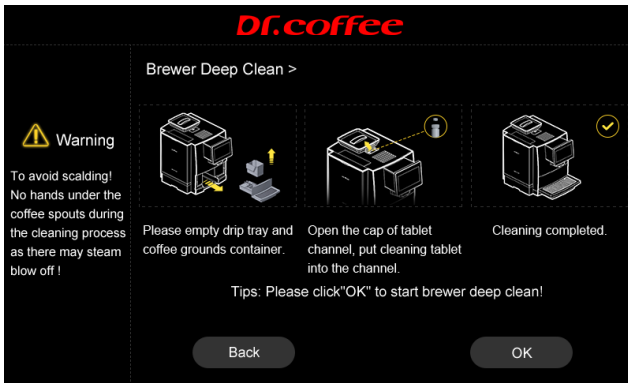 Dr.coffee
Brewer Deep Clean >
Warning
To avoid scalding!
No hands under the
coffee spouts during
the cleaning process
as there may steam
blow off !
Please empty drip tray and
coffee grounds container.
Open the cap of tablet
channel, put cleaning tablet
into the channel.
Cleaning completed.
Tips: Please click"OK" to start brewer deep clean!
Back
OK